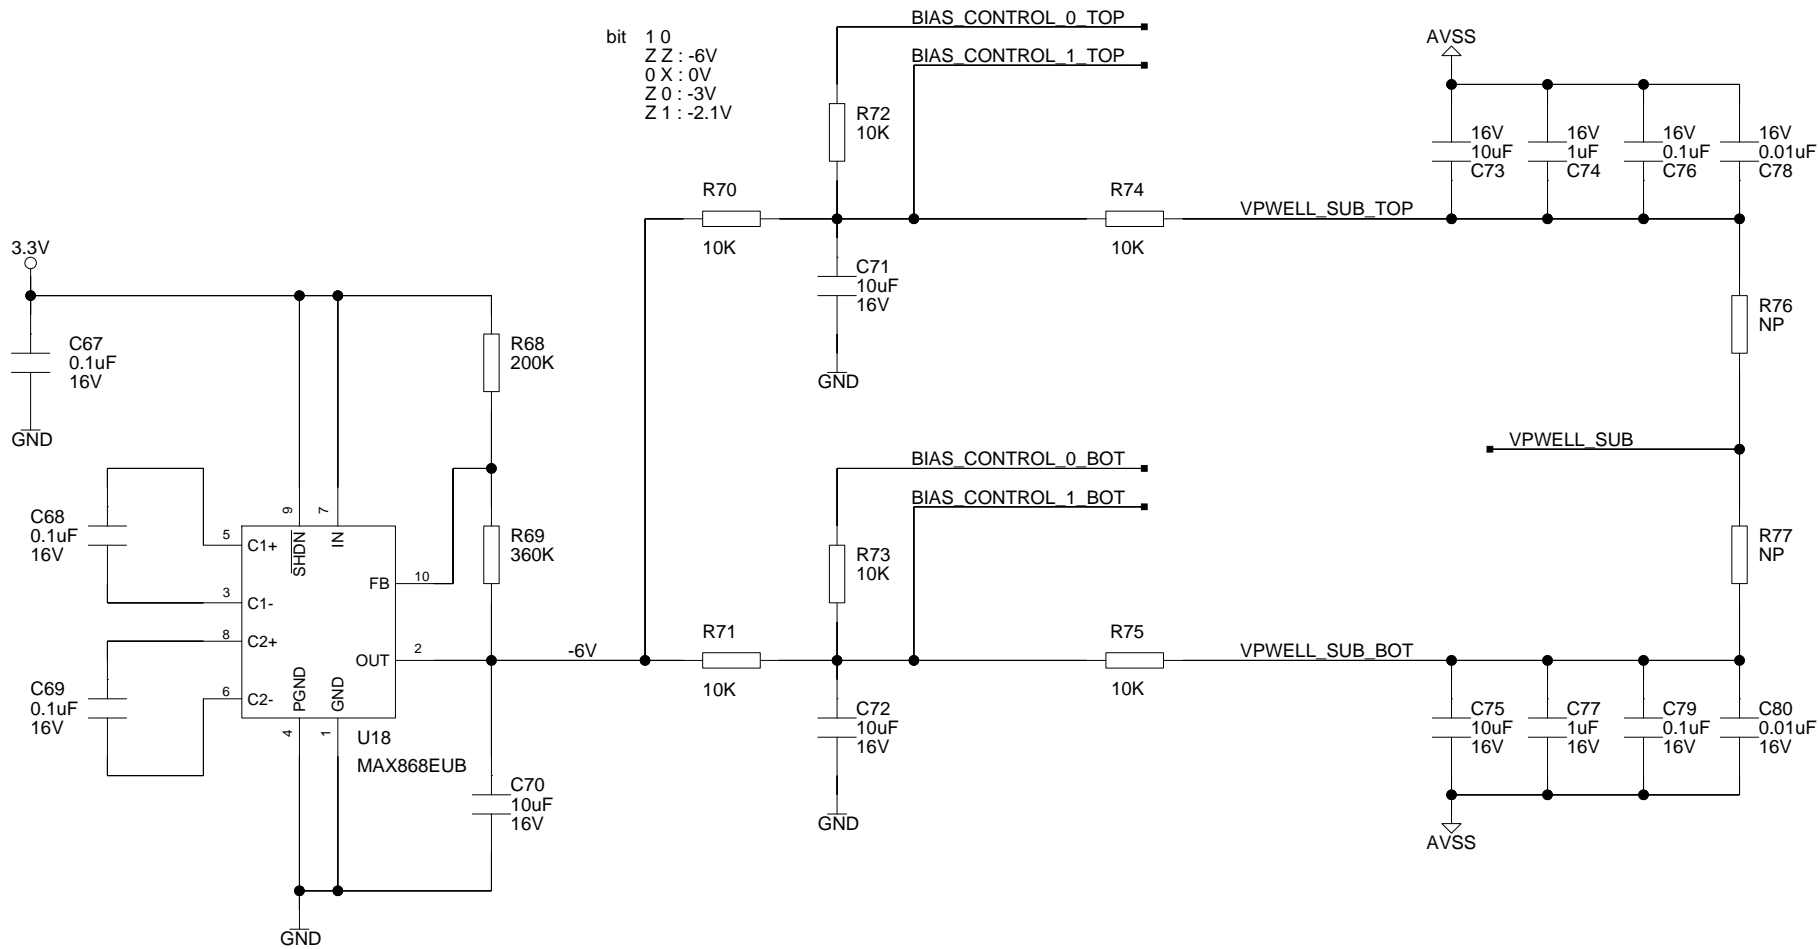 BIAS_CONTROL_0_TOP
bit 1 0
Z Z : -6V
0 X : 0V
Z 0 : -3V
Z 1 : -2.1V
BIAS_CONTROL_1_TOP
AVSS
R72
10K
16V
10uF
C73
16V
1uF
C74
16V
0.1uF
C76
16V
0.01uF
C78
R70
10K
R74
10K
VPWELL_SUB_TOP
3.3V
C71
10uF
16V
GND
R76
NP
C67
0.1uF
16V
GND
R68
200K
VPWELL_SUB
BIAS_CONTROL_0_BOT
BIAS_CONTROL_1_BOT
C68
0.1uF
16V
5
C1+
3
C1-
8
C2+
6
C2-
C69
0.1uF
16V
9
SHDN
7
IN
FB
10
OUT
2
PGND
4
GND
1
U18
MAX868EUB
R69
360K
-6V
C70
10uF
16V
GND
R73
10K
R71
10K
R75
10K
VPWELL_SUB_BOT
R77
NP
C72
10uF
16V
GND
C75
10uF
16V
C77
1uF
16V
C79
0.1uF
16V
C80
0.01uF
16V
AVSS